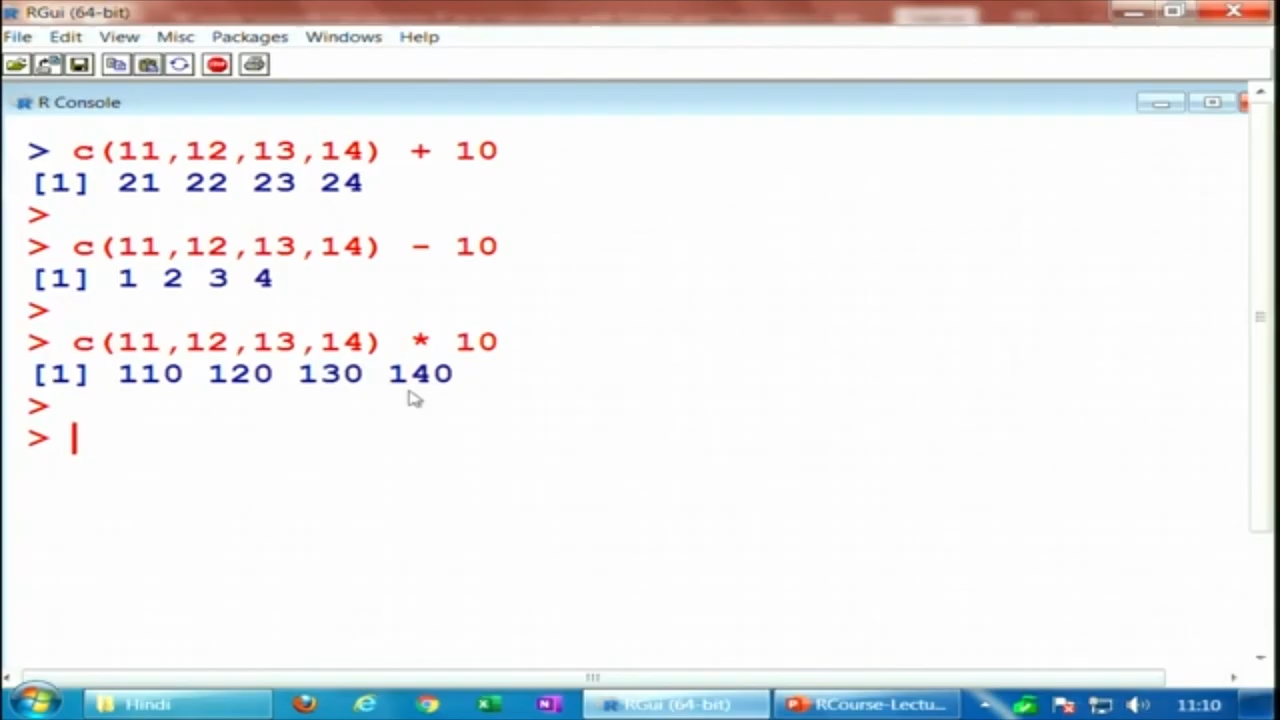 RGui (64-bit)
File Edit View Misc Packages Windows Help
STOP
R Console
> c(11,12,13,14) + 10
[1] 21 22 23 24
>
> c(11,12,13,14) - 10
[1] 1 2 3 4
>
> c(11,12,13,14) * 10
[1] 110 120 130 140
>
>
Hindi RGui (64-bit) RCourse-Lectu... 11:10